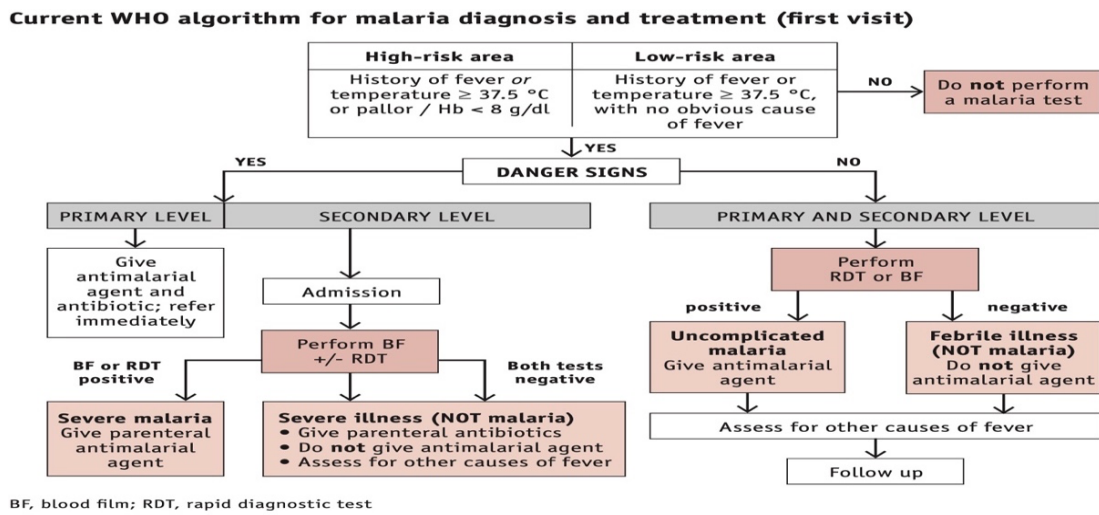 Current WHO algorithm for malaria diagnosis and treatment (first visit)
High-risk area
History of fever or
temperature ≥ 37.5 °C
or pallor / Hb < 8 g/dl
Low-risk area
History of fever or
temperature ≥ 37.5 °C,
with no obvious cause
of fever
NO
Do not perform
a malaria test
YES
DANGER SIGNS
YES
NO
PRIMARY LEVEL
SECONDARY LEVEL
PRIMARY AND SECONDARY LEVEL
Give
antimalarial
agent and
antibiotic; refer
immediately
Admission
Perform BF
+/- RDT
BF or RDT
positive
Both tests
negative
Severe malaria
Give parenteral
antimalarial
agent
Severe illness (NOT malaria)
• Give parenteral antibiotics
• Do not give antimalarial agent
• Assess for other causes of fever
Perform
RDT or BF
positive
negative
Uncomplicated
malaria
Give antimalarial
agent
Febrile illness
(NOT malaria)
Do not give
antimalarial agent
Assess for other causes of fever
Follow up
BF, blood film; RDT, rapid diagnostic test